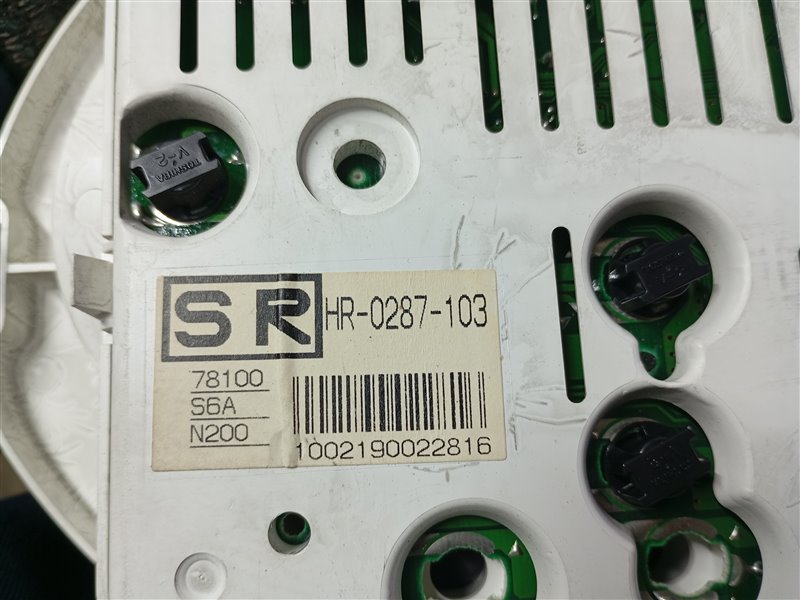 TOSHIBA
V-2
SR HR-0287-103
78100
S6A
N200
1002190022816